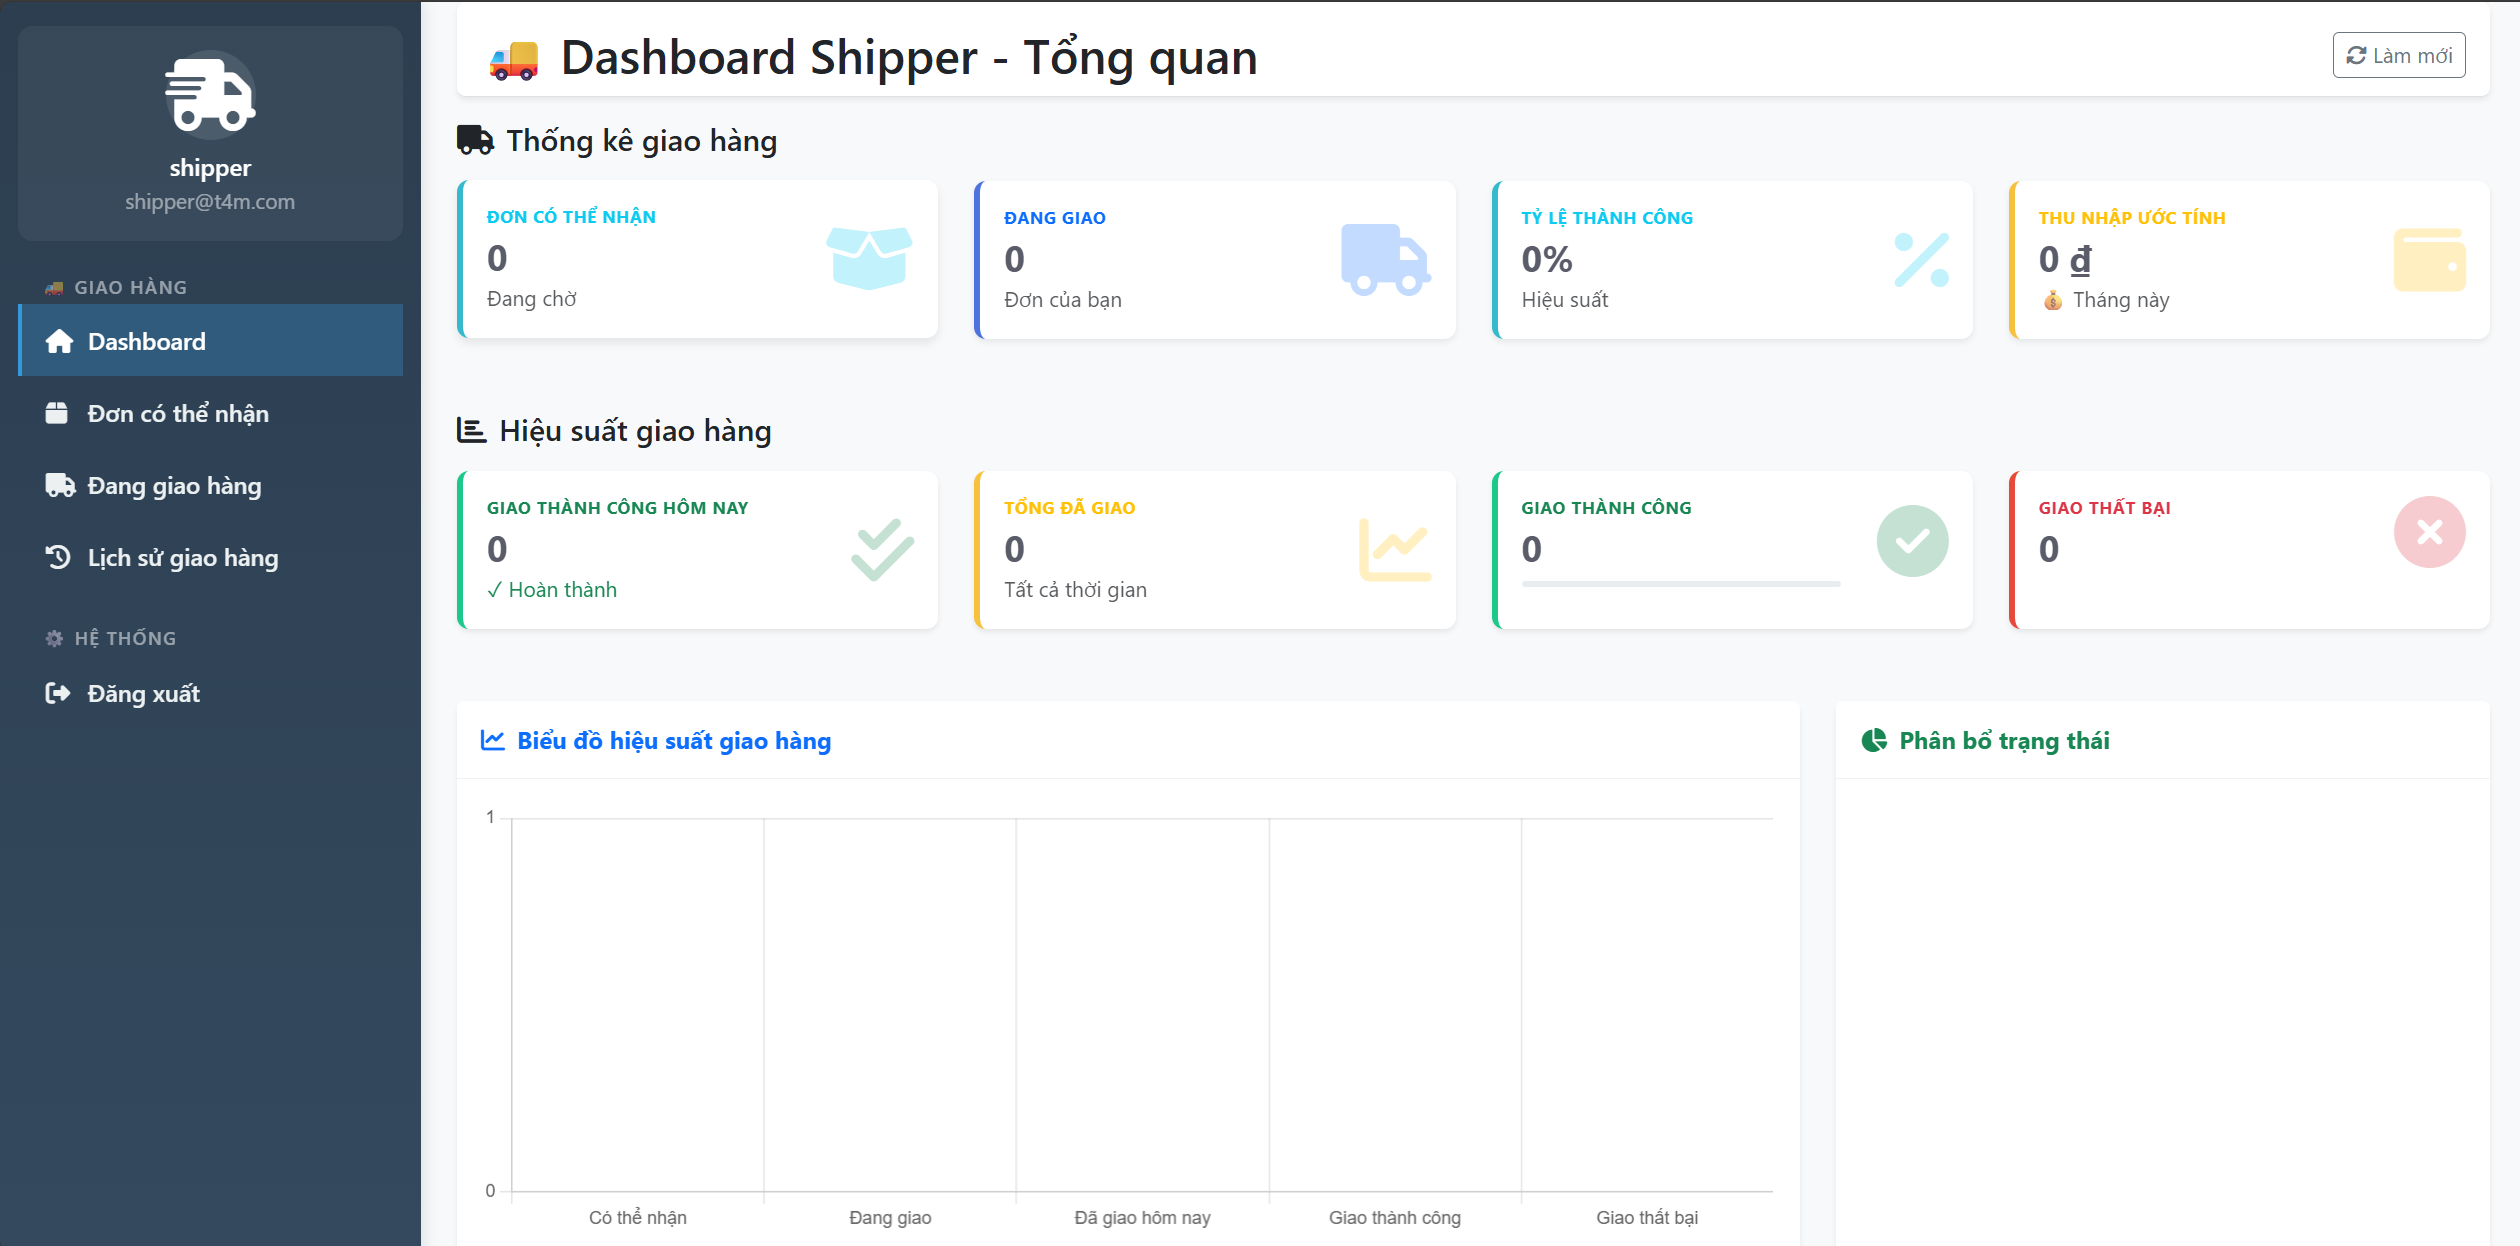 shipper
shipper@t4m.com
GIAO HÀNG
Dashboard
Đơn có thể nhận
Đang giao hàng
Lịch sử giao hàng
HỆ THỐNG
Đăng xuất
Dashboard Shipper - Tổng quan
Làm mới
Thống kê giao hàng
ĐƠN CÓ THỂ NHẬN
0
Đang chờ
ĐANG GIAO
0
Đơn của bạn
TỶ LỆ THÀNH CÔNG
0%
Hiệu suất
THU NHẬP ƯỚC TÍNH
0 ₫
Tháng này
Hiệu suất giao hàng
GIAO THÀNH CÔNG HÔM NAY
0
✓ Hoàn thành
TỔNG ĐÃ GIAO
0
Tất cả thời gian
GIAO THÀNH CÔNG
0
GIAO THẤT BẠI
0
Biểu đồ hiệu suất giao hàng
1
0
Có thể nhận
Đang giao
Đã giao hôm nay
Giao thành công
Giao thất bại
Phân bổ trạng thái